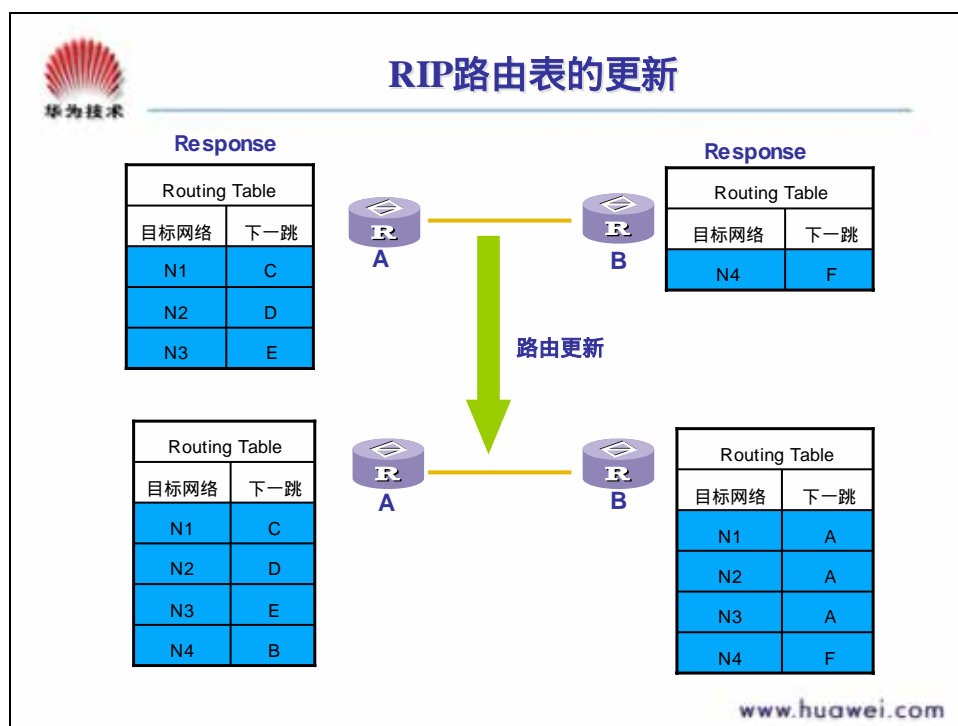 华为技术
RIP路由表的更新
Response
Routing Table
目标网络 下一跳
N1 C
N2 D
N3 E
R
A
R
B
Response
Routing Table
目标网络 下一跳
N4 F
路由更新
Routing Table
目标网络 下一跳
N1 C
N2 D
N3 E
N4 B
R
A
R
B
Routing Table
目标网络 下一跳
N1 A
N2 A
N3 A
N4 F
www.huawei.com